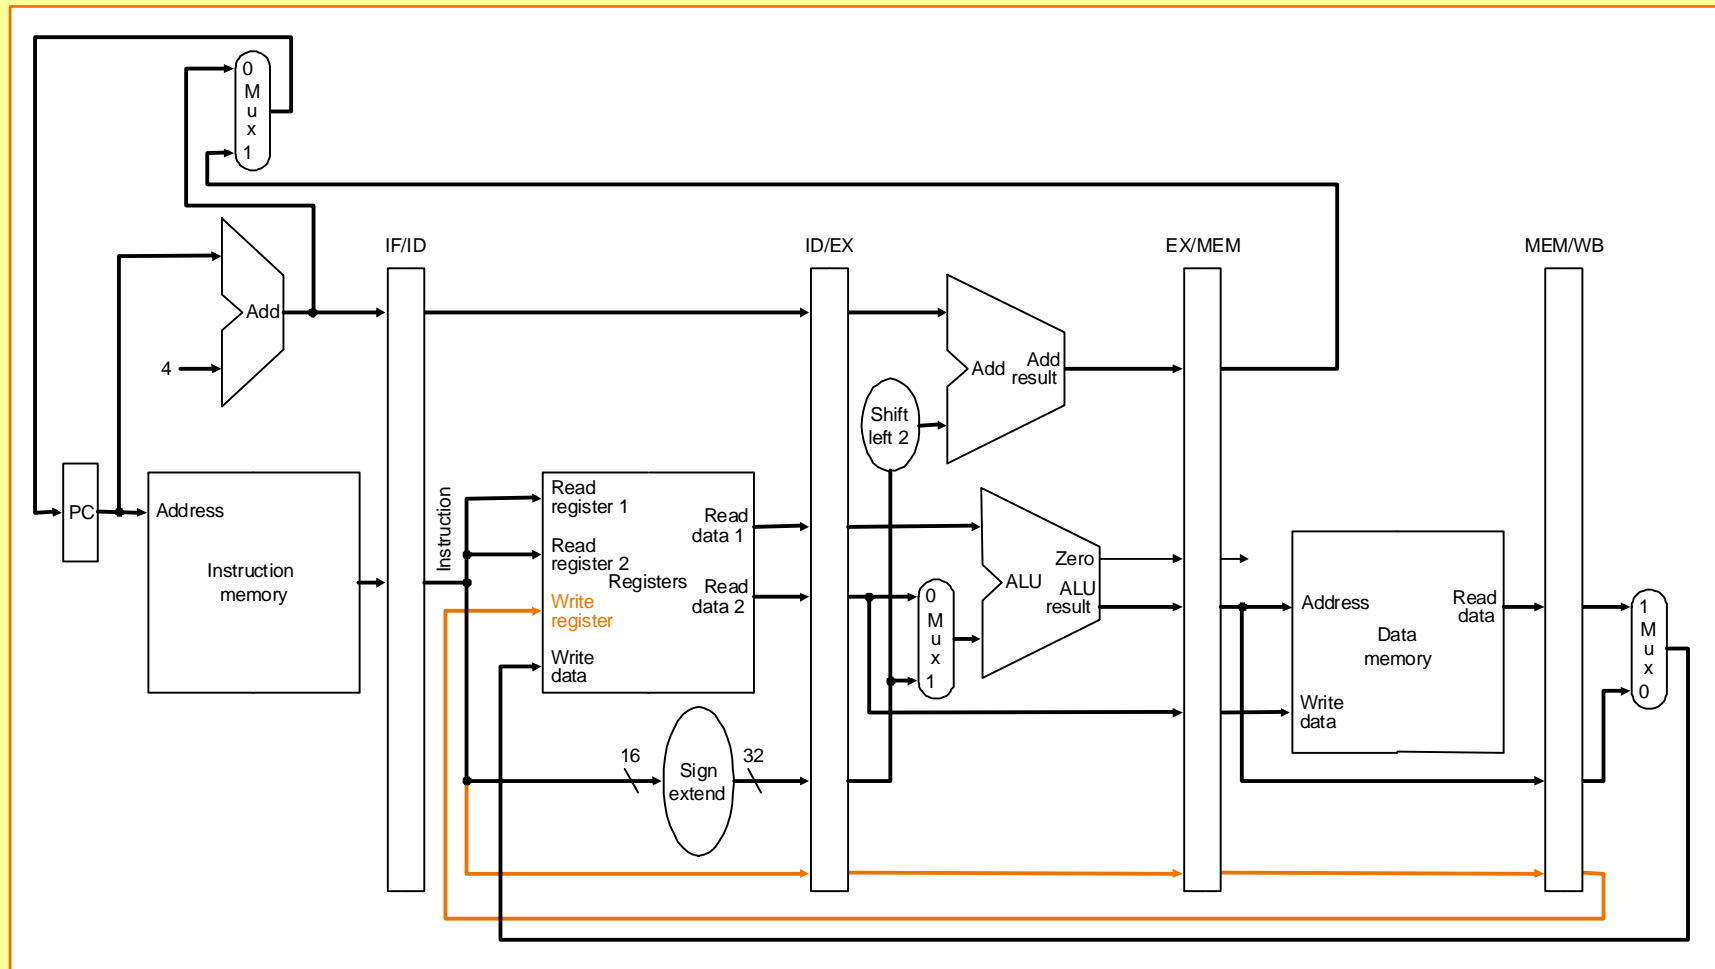 0
M
u
x
1
IF/ID
ID/EX
EX/MEM
MEM/WB
Add
4
Add
Add
result
Shift
left 2
PC
Address
Instruction
memory
Instruction
Read
register 1
Read
register 2
Write
register
Write
data
Registers
Read
data 1
Read
data 2
16
Sign
extend
32
0
M
u
x
1
Zero
ALU
ALU
result
Address
Read
data
Data
memory
Write
data
1
M
u
x
0